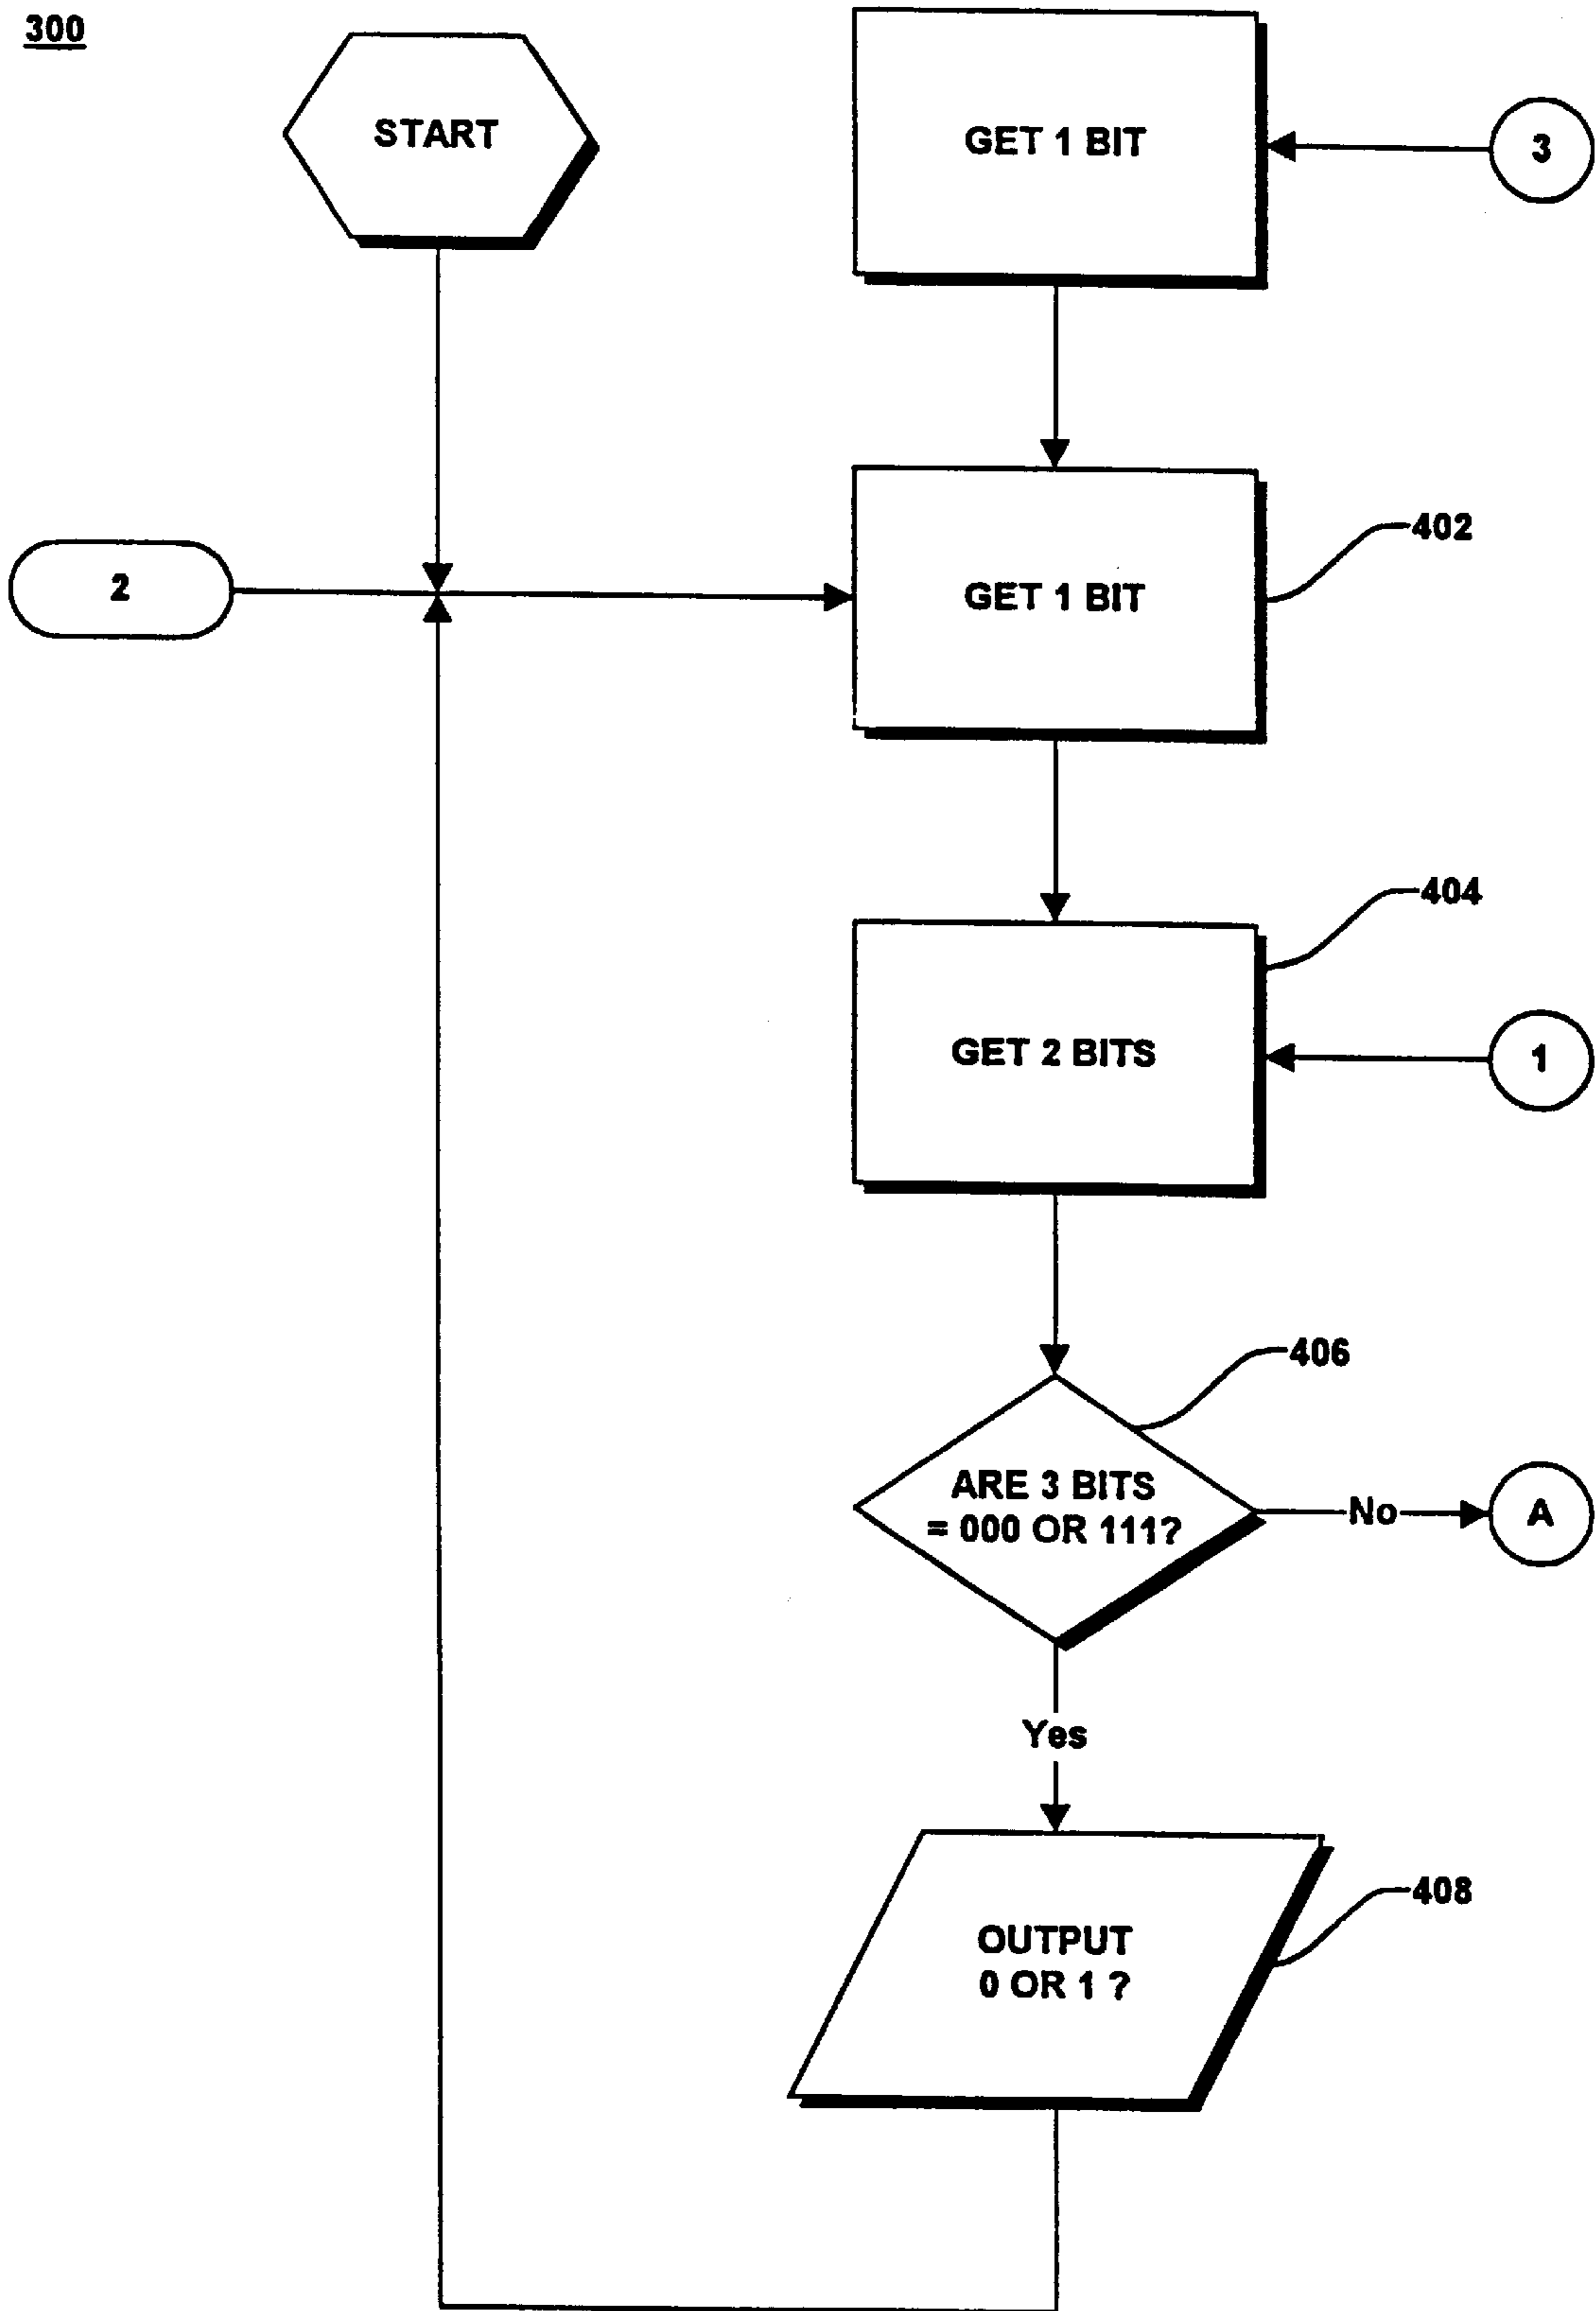 300
START
GET 1 BIT
3
402
2
GET 1 BIT
404
GET 2 BITS
1
406
ARE 3 BITS
= 000 OR 111?
No
A
Yes
408
OUTPUT
0 OR 1 ?